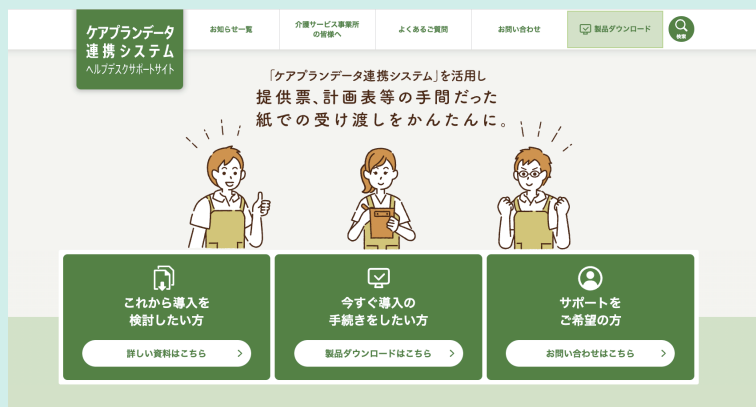 ケアプランデータ
連携システム
ヘルプデスクサポートサイト
お知らせ一覧
介護サービス事業所
の皆様へ
よくあるご質問
お問い合わせ
製品ダウンロード
検索
「ケアプランデータ連携システム」を活用し
提供票、計画表等の手間だった
紙での受け渡しをかんたんに。
これから導入を
検討したい方
詳しい資料はこちら
今すぐ導入の
手続きをしたい方
製品ダウンロードはこちら
サポートを
ご希望の方
お問い合わせはこちら